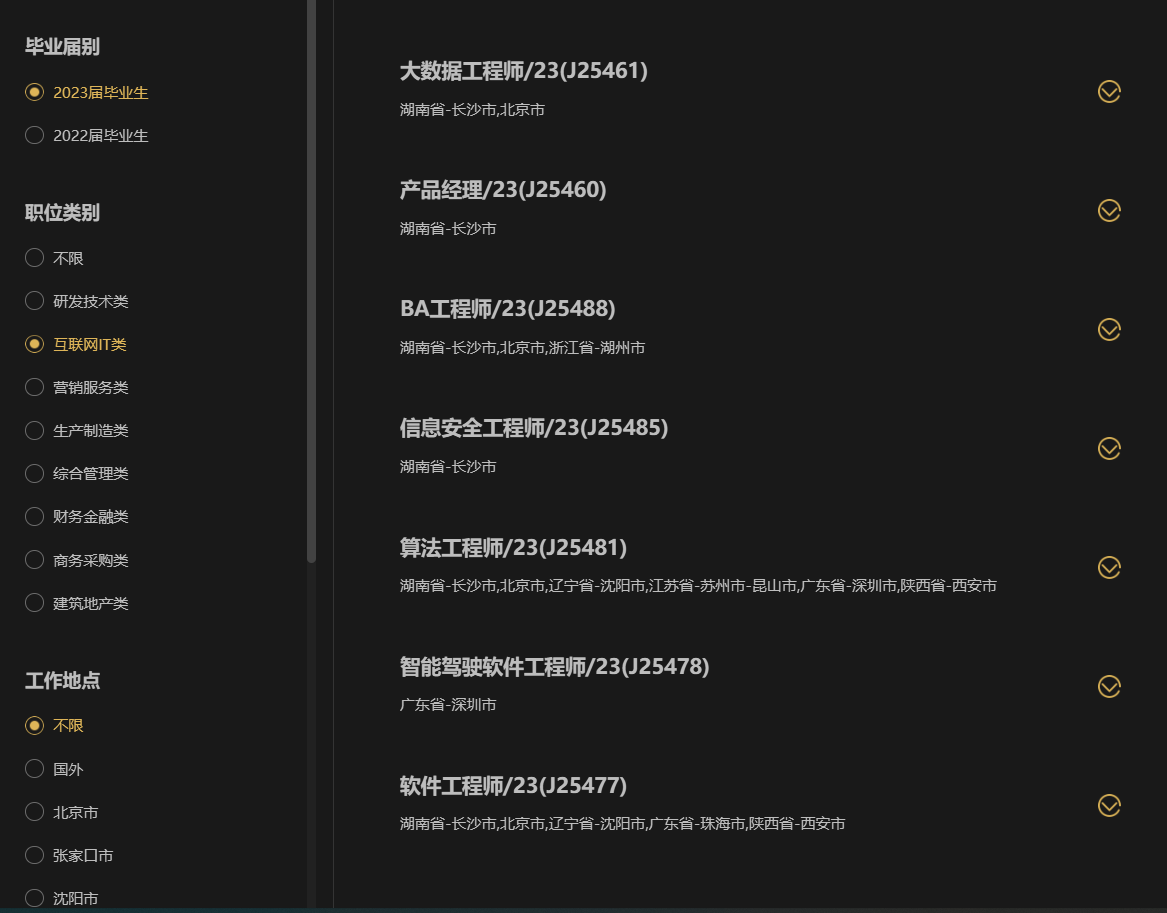 毕业届别
2023届毕业生
2022届毕业生
职位类别
不限
研发技术类
互联网IT类
营销服务类
生产制造类
综合管理类
财务金融类
商务采购类
建筑地产类
工作地点
不限
国外
北京市
张家口市
沈阳市
大数据工程师/23(J25461)
湖南省-长沙市,北京市
产品经理/23(J25460)
湖南省-长沙市
BA工程师/23(J25488)
湖南省-长沙市,北京市,浙江省-湖州市
信息安全工程师/23(J25485)
湖南省-长沙市
算法工程师/23(J25481)
湖南省-长沙市,北京市,辽宁省-沈阳市,江苏省-苏州市-昆山市,广东省-深圳市,陕西省-西安市
智能驾驶软件工程师/23(J25478)
广东省-深圳市
软件工程师/23(J25477)
湖南省-长沙市,北京市,辽宁省-沈阳市,广东省-珠海市,陕西省-西安市